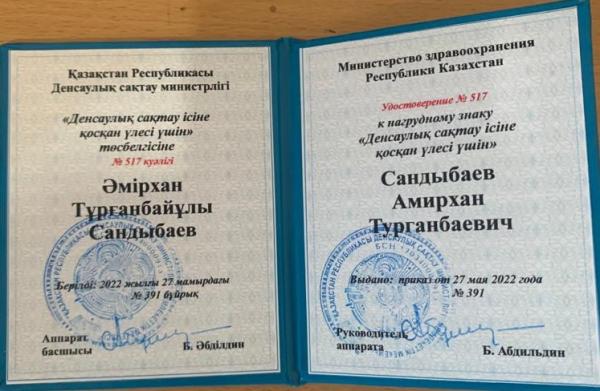 Қазақстан Республикасы
Денсаулық сақтау министрлігі
«Денсаулық сақтау ісіне
қосқан үлесі үшін»
төсбелгісіне
№ 517 куәлігі
Әмірхан
Тұрғанбайұлы
Сандыбаев
Берілді: 2022 жылғы 27 мамырдағы
№ 391 бұйрық
Аппарат
басшысы
Б. Әбділдин
Министерство здравоохранения
Республики Казахстан
Удостоверение № 517
к нагрудному знаку
«Денсаулық сақтау ісіне
қосқан үлесі үшін»
Сандыбаев
Амирхан
Турганбаевич
Выдано: приказ от 27 мая 2022 года
№ 391
Руководитель
аппарата
Б. Абдильдин